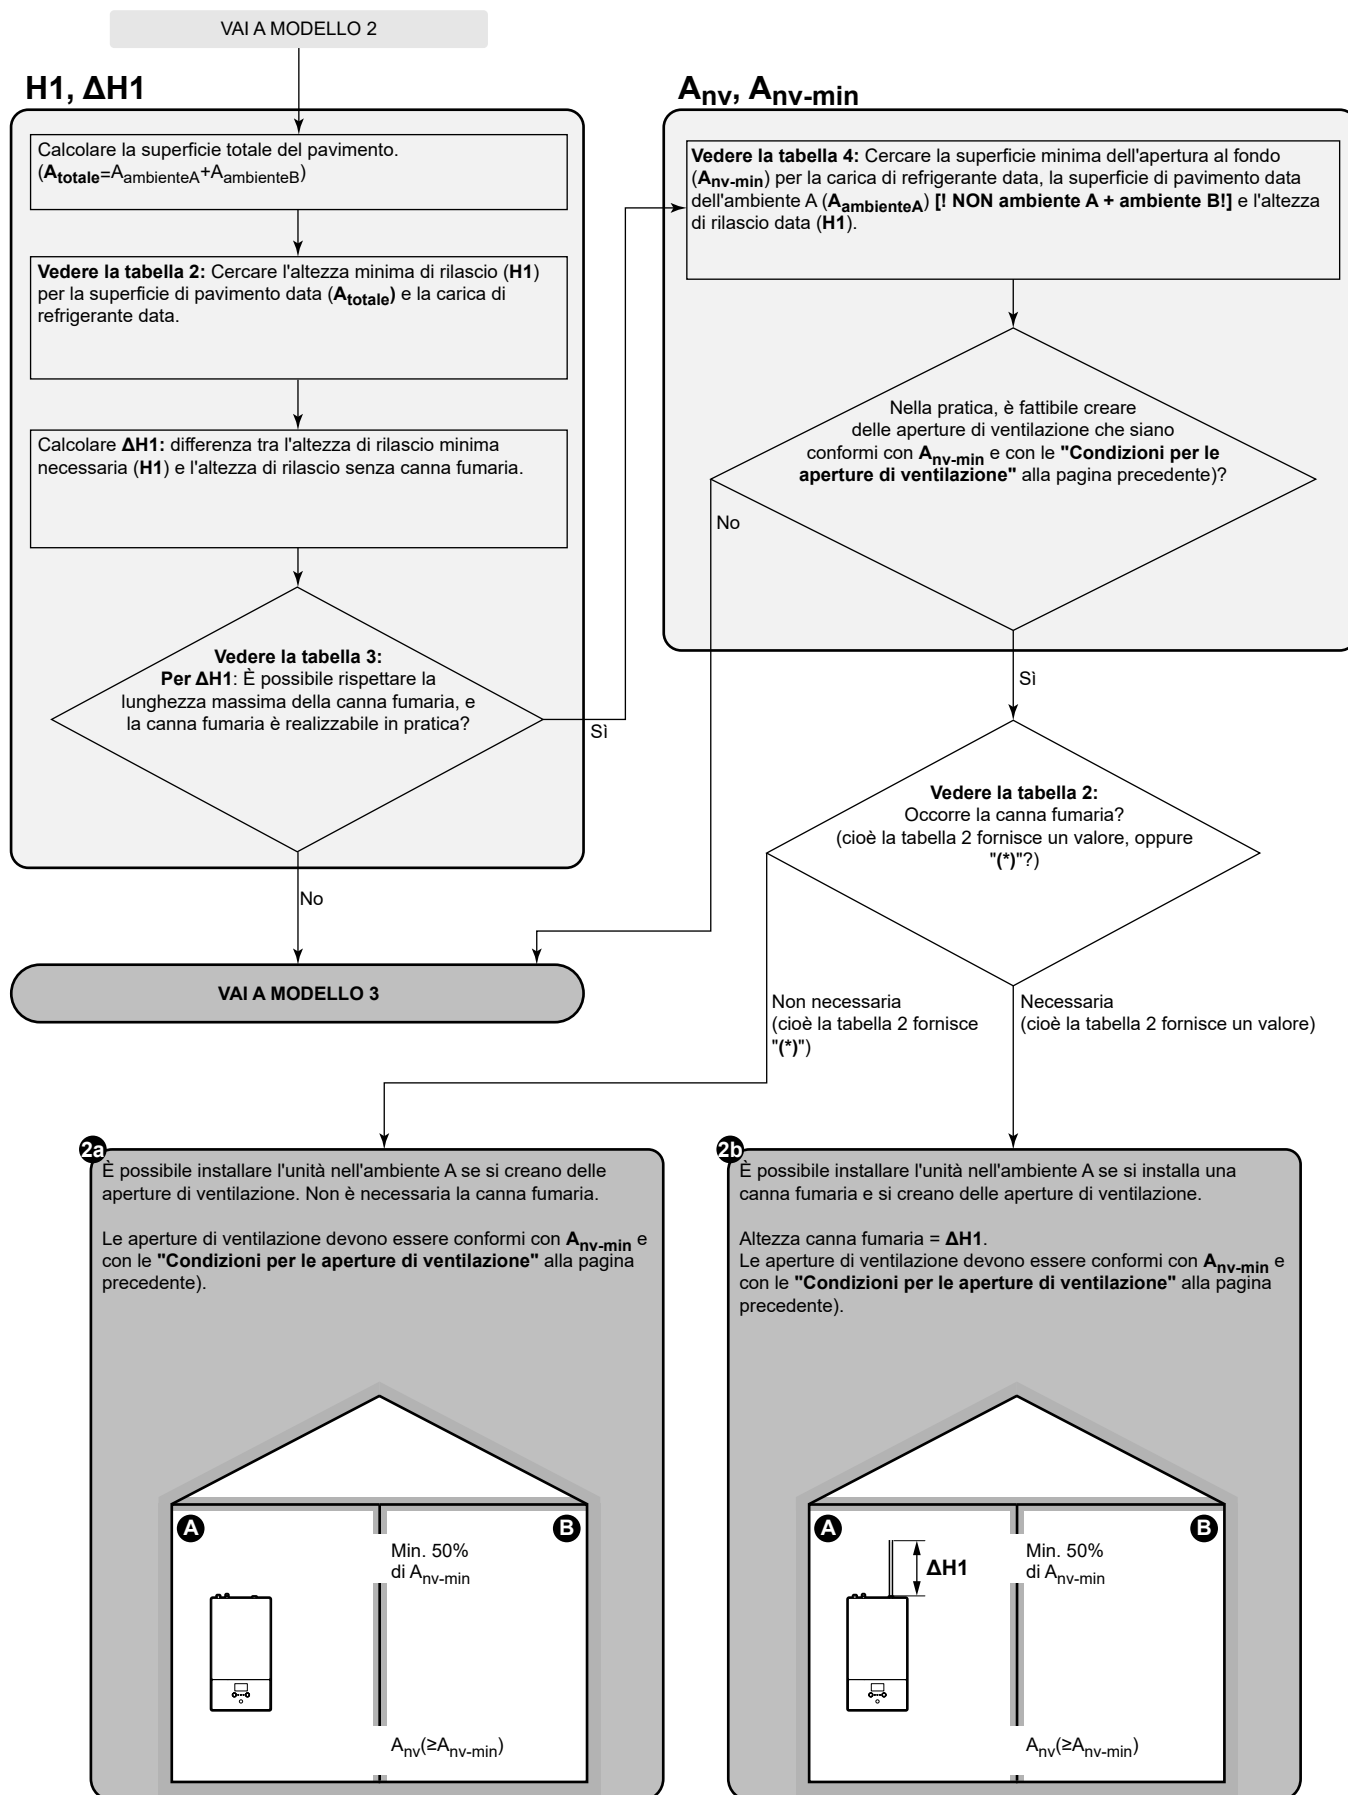 VAI A MODELLO 2
H1, ΔH1
Calcolare la superficie totale del pavimento.
(Atotale=AambienteA+AambienteB)
Vedere la tabella 2: Cercare l'altezza minima di rilascio (H1)
per la superficie di pavimento data (Atotale) e la carica di
refrigerante data.
Calcolare ΔH1: differenza tra l'altezza di rilascio minima
necessaria (H1) e l'altezza di rilascio senza canna fumaria.
Vedere la tabella 3:
Per ΔH1: È possibile rispettare la
lunghezza massima della canna fumaria, e
la canna fumaria è realizzabile in pratica?
Sì
No
VAI A MODELLO 3
Anv, Anv-min
Vedere la tabella 4: Cercare la superficie minima dell'apertura al fondo
(Anv-min) per la carica di refrigerante data, la superficie di pavimento data
dell'ambiente A (AambienteA) [! NON ambiente A + ambiente B!] e l'altezza
di rilascio data (H1).
Nella pratica, è fattibile creare
delle aperture di ventilazione che siano
conformi con Anv-min e con le "Condizioni per le
aperture di ventilazione" alla pagina precedente)?
No
Sì
Vedere la tabella 2:
Occorre la canna fumaria?
(cioè la tabella 2 fornisce un valore, oppure
"(*)"?)
Non necessaria
(cioè la tabella 2 fornisce
"(*)")
Necessaria
(cioè la tabella 2 fornisce un valore)
2a
È possibile installare l'unità nell'ambiente A se si creano delle
aperture di ventilazione. Non è necessaria la canna fumaria.
Le aperture di ventilazione devono essere conformi con Anv-min e
con le "Condizioni per le aperture di ventilazione" alla pagina
precedente).
A
B
Min. 50%
di Anv-min
Anv(≥Anv-min)
2b
È possibile installare l'unità nell'ambiente A se si installa una
canna fumaria e si creano delle aperture di ventilazione.
Altezza canna fumaria = ΔH1.
Le aperture di ventilazione devono essere conformi con Anv-min e
con le "Condizioni per le aperture di ventilazione" alla pagina
precedente).
A
B
ΔH1
Min. 50%
di Anv-min
Anv(≥Anv-min)